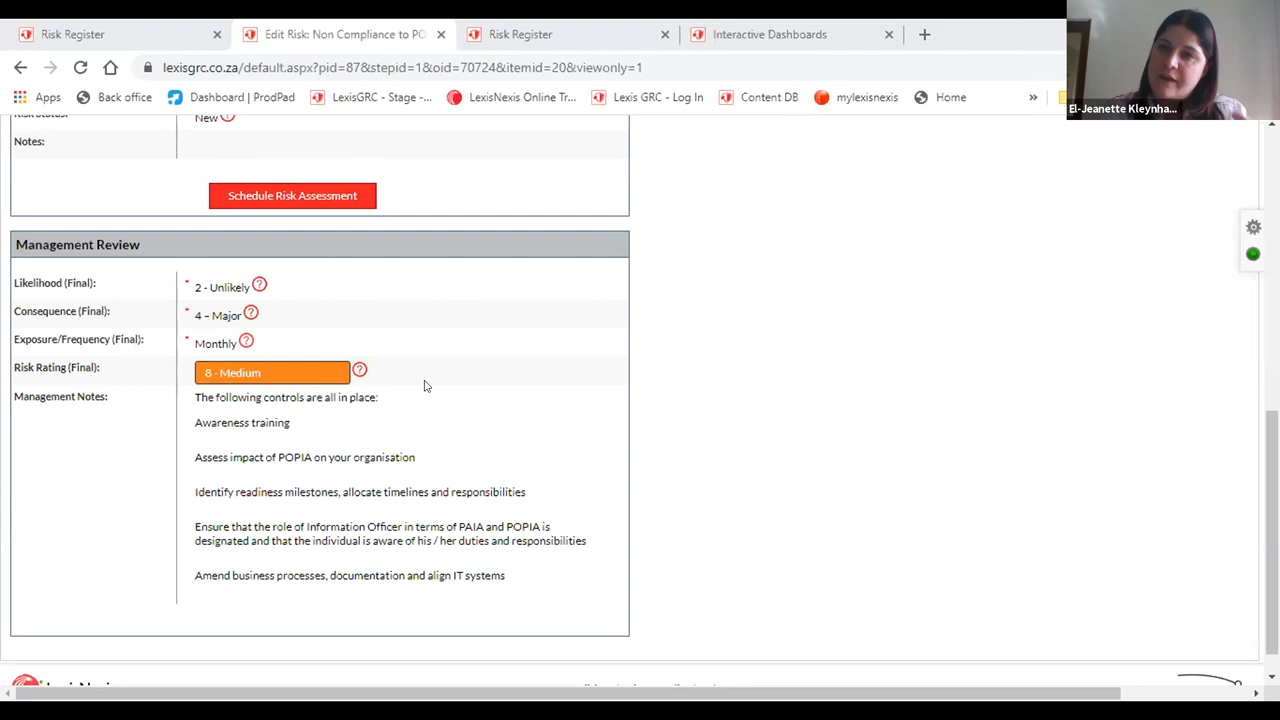 Risk Register
Edit Risk: Non Compliance to PO
Risk Register
Interactive Dashboards
lexisgrc.co.za/default.aspx?pid=87&stepid=1&oid=70724&itemid=20&viewonly=1
Apps
Back office
Dashboard | ProdPad
LexisGRC - Stage -...
LexisNexis Online Tr...
Lexis GRC - Log In
Content DB
mylexisnexis
Home
»
El-Jeanette Kleynha...
Risk Status:
New
Notes:
Schedule Risk Assessment
Management Review
Likelihood (Final):
* 2 - Unlikely ?
Consequence (Final):
* 4 – Major ?
Exposure/Frequency (Final):
* Monthly ?
Risk Rating (Final):
8 - Medium ?
Management Notes:
The following controls are all in place:
Awareness training
Assess impact of POPIA on your organisation
Identify readiness milestones, allocate timelines and responsibilities
Ensure that the role of Information Officer in terms of PAIA and POPIA is
designated and that the individual is aware of his / her duties and responsibilities
Amend business processes, documentation and align IT systems